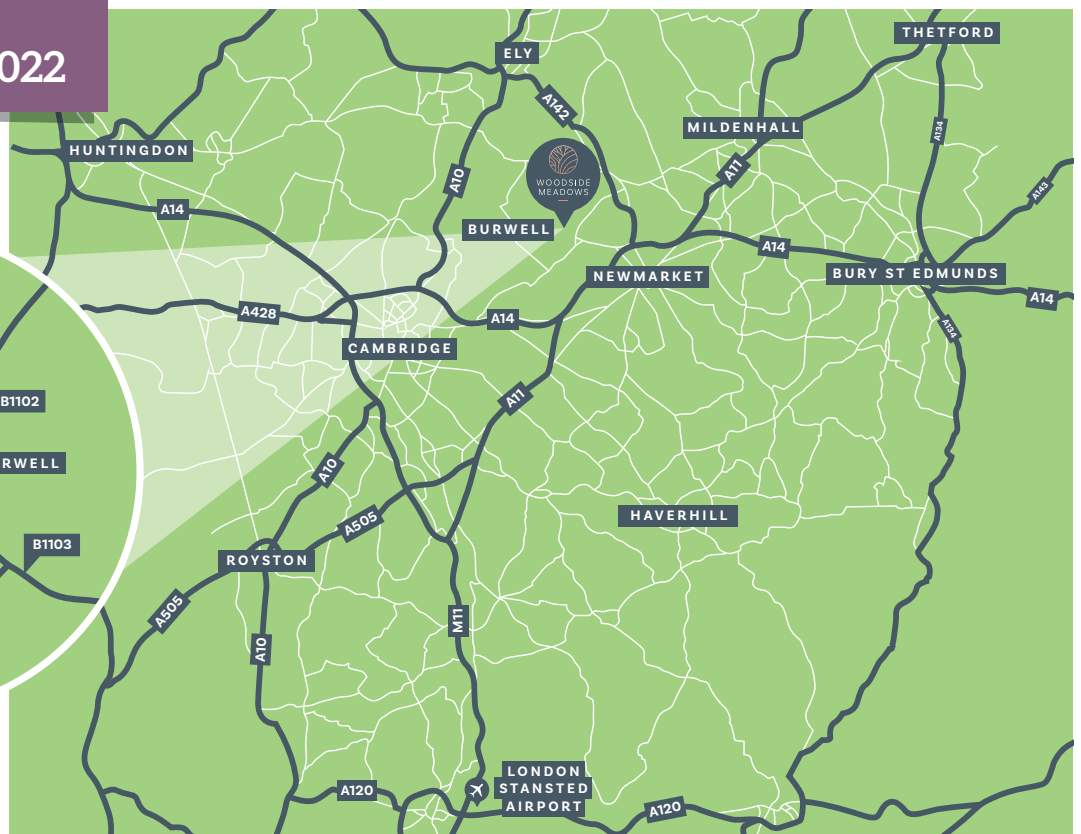 022
THETFORD
ELY
A142
A134
MILDENHALL
HUNTINGDON
A10
A11
WOODSIDE
MEADOWS
A143
A14
BURWELL
A14
NEWMARKET
BURY ST EDMUNDS
A14
A428
A14
A134
CAMBRIDGE
B1102
A11
RWELL
A10
A505
HAVERHILL
B1103
ROYSTON
A505
M11
A10
LONDON
STANSTED
AIRPORT
A120
A120